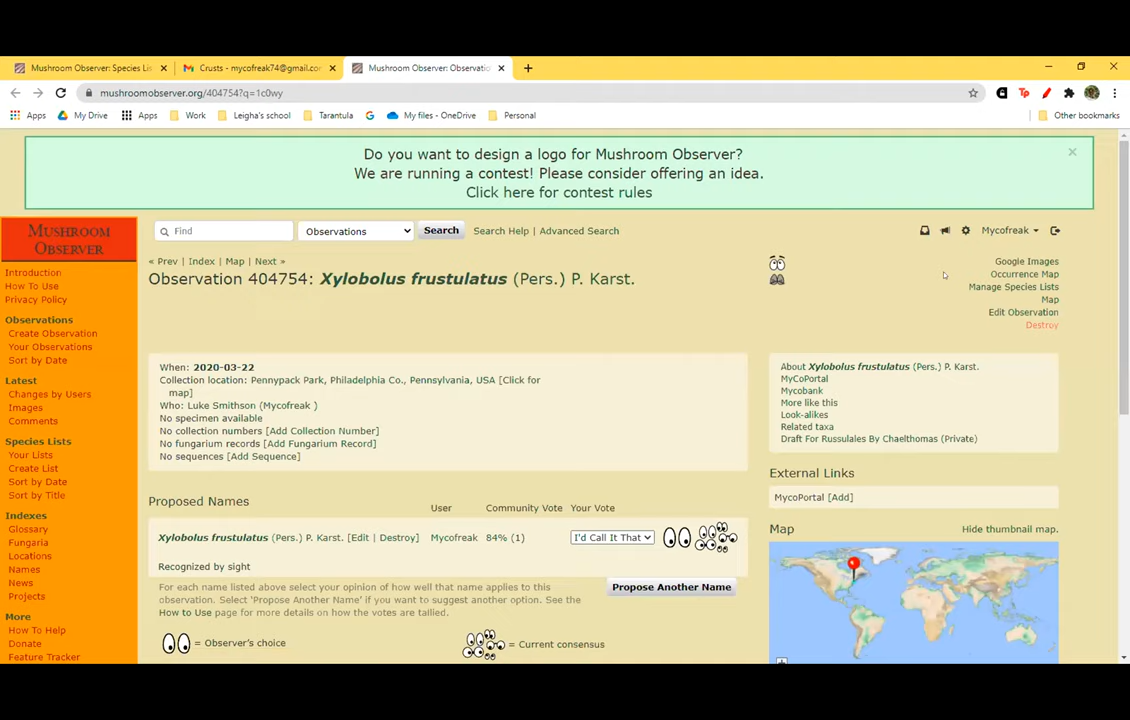 Mushroom Observer: Species Lis
Crusts - mycofreak74@gmail.com
Mushroom Observer: Observatio
mushroomobserver.org/404754?q=1c0wy
Apps My Drive Apps Work Leigha's school Tarantula My files - OneDrive Personal Other bookmarks
Do you want to design a logo for Mushroom Observer?
We are running a contest! Please consider offering an idea.
Click here for contest rules
MUSHROOM
OBSERVER
Introduction
How To Use
Privacy Policy
Observations
Create Observation
Your Observations
Sort by Date
Latest
Changes by Users
Images
Comments
Species Lists
Your Lists
Create List
Sort by Date
Sort by Title
Indexes
Glossary
Fungaria
Locations
Names
News
Projects
More
How To Help
Donate
Feature Tracker
Find Observations Search Search Help | Advanced Search Mycofreak
« Prev | Index | Map | Next »
Observation 404754: Xylobolus frustulatus (Pers.) P. Karst.
Google Images
Occurrence Map
Manage Species Lists
Map
Edit Observation
Destroy
When: 2020-03-22
Collection location: Pennypack Park, Philadelphia Co., Pennsylvania, USA [Click for
map]
Who: Luke Smithson (Mycofreak )
No specimen available
No collection numbers [Add Collection Number]
No fungarium records [Add Fungarium Record]
No sequences [Add Sequence]
Proposed Names
User Community Vote Your Vote
Xylobolus frustulatus (Pers.) P. Karst. [Edit | Destroy] Mycofreak 84% (1) I'd Call It That
Recognized by sight
For each name listed above select your opinion of how well that name applies to this
observation. Select 'Propose Another Name' if you want to suggest another option. See the
How to Use page for more details on how the votes are tallied.
Propose Another Name
= Observer's choice
= Current consensus
About Xylobolus frustulatus (Pers.) P. Karst.
MyCoPortal
Mycobank
More like this
Look-alikes
Related taxa
Draft For Russulales By Chaelthomas (Private)
External Links
MycoPortal [Add]
Map Hide thumbnail map.